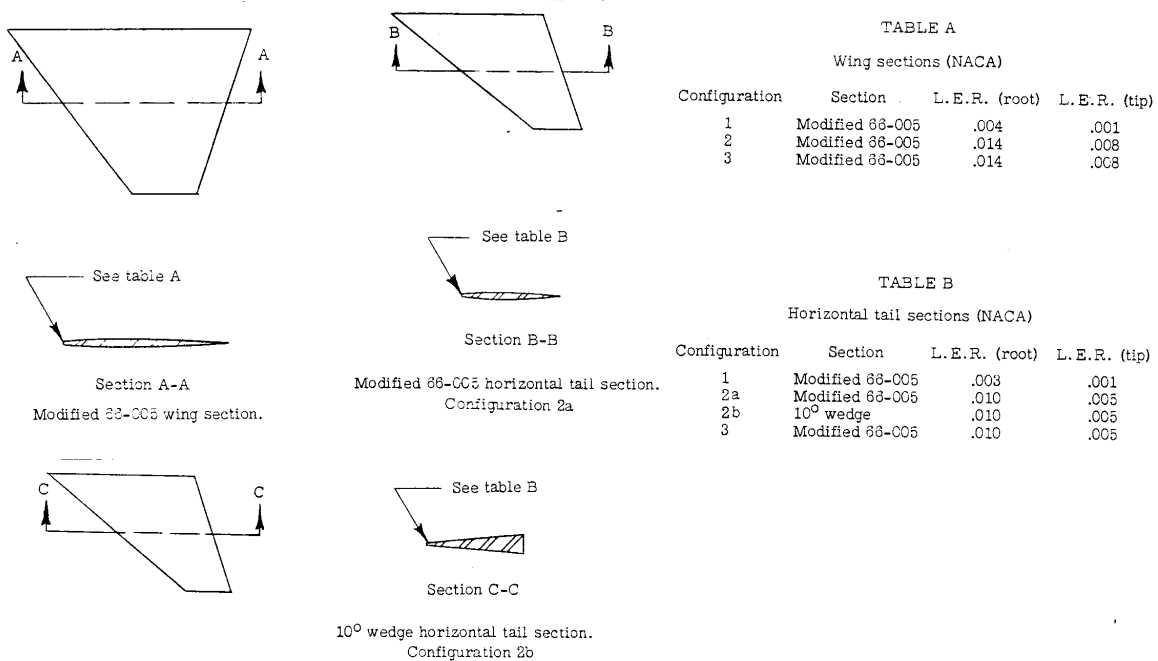 A
A
B
B
See table A
Section A-A
Modified 66-005 wing section.
See table B
Section B-B
Modified 66-005 horizontal tail section.
Configuration 2a
C
C
See table B
Section C-C
10° wedge horizontal tail section.
Configuration 2b
TABLE A
Wing sections (NACA)
Configuration Section L.E.R. (root) L.E.R. (tip)
1 Modified 66-005 .004 .001
2 Modified 66-005 .014 .008
3 Modified 66-005 .014 .008
TABLE B
Horizontal tail sections (NACA)
Configuration Section L.E.R. (root) L.E.R. (tip)
1 Modified 66-005 .003 .001
2a Modified 66-005 .010 .005
2b 10° wedge .010 .005
3 Modified 66-005 .010 .005